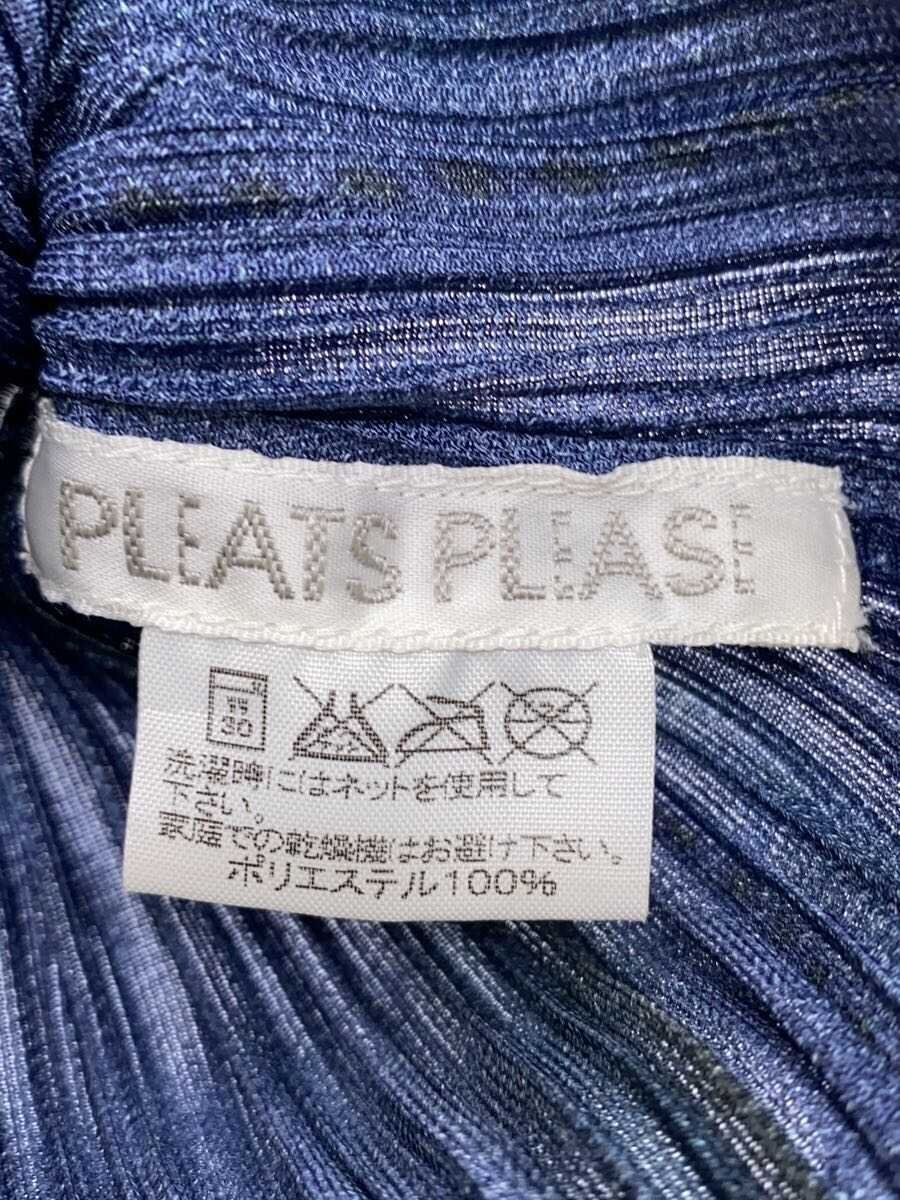 PLEATS PLEASE
30
洗濯時にはネットを使用して
下さい。
家庭での乾燥機はお避け下さい。
ポリエステル100%